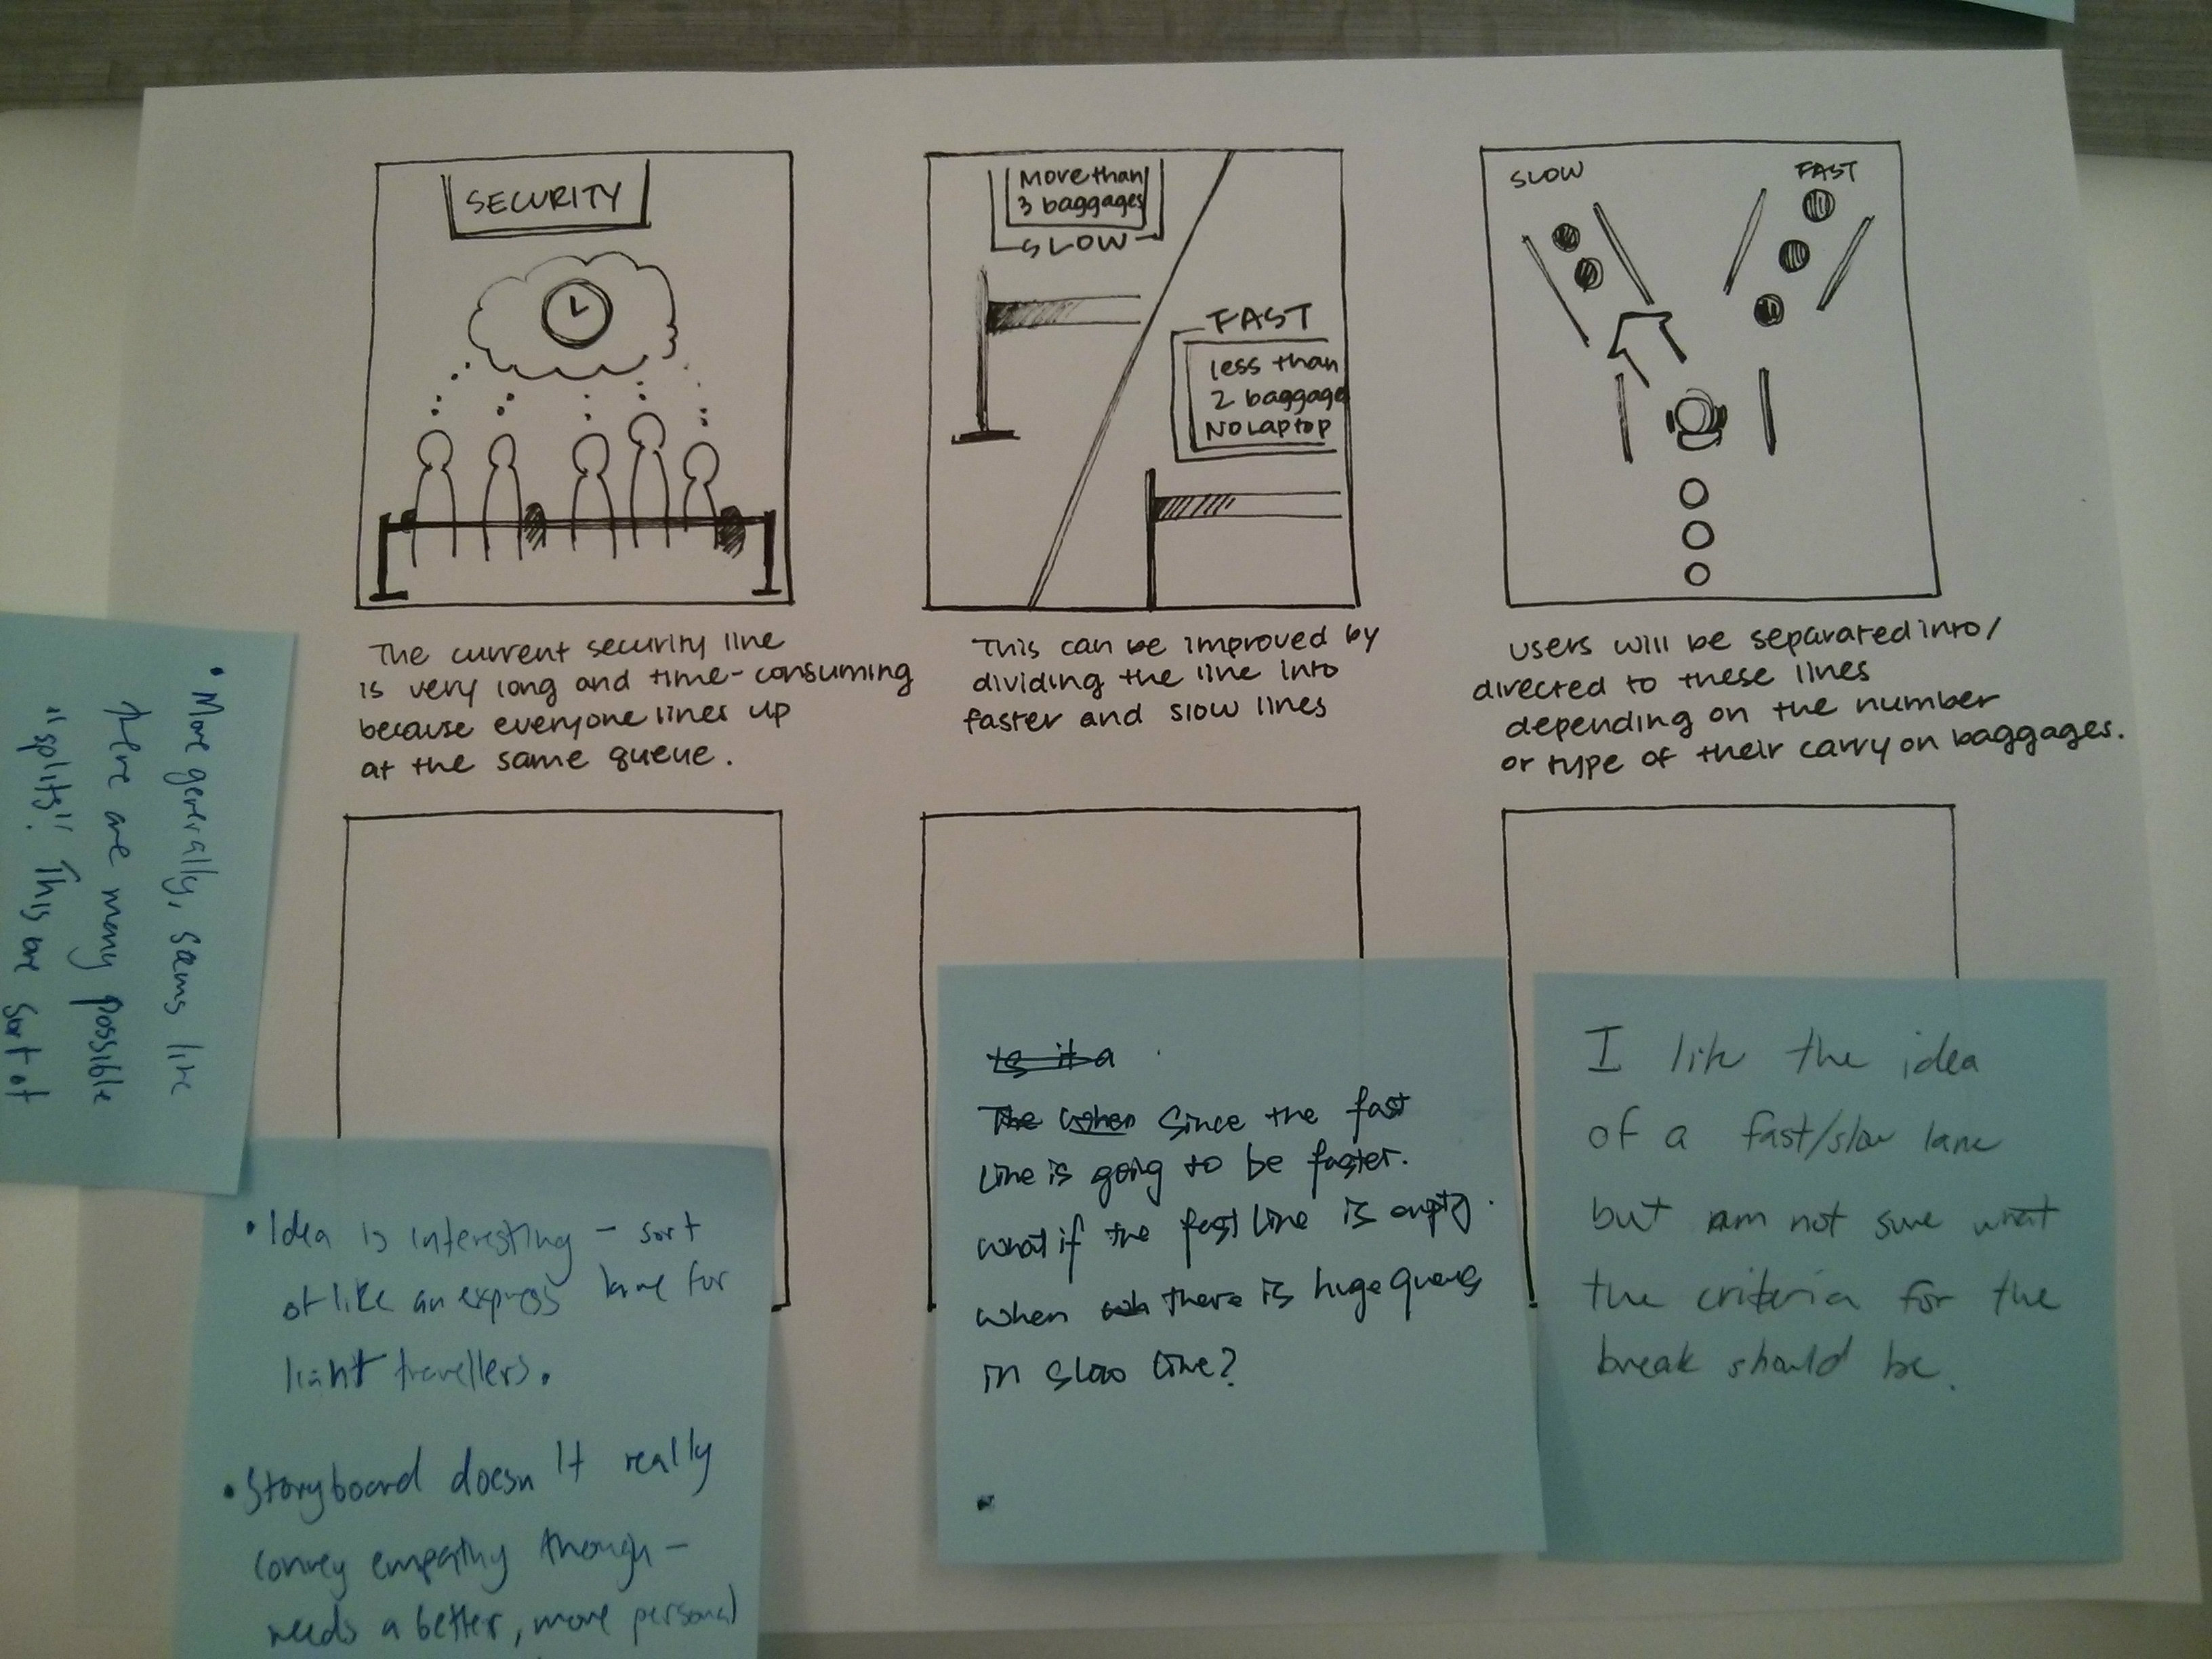 SECURITY
The current security line
is very long and time-consuming
because everyone lines up
at the same queue.
More than
3 baggages
SLOW
FAST
less than
2 baggage
No laptop
This can be improved by
dividing the line into
faster and slow lines
SLOW
FAST
users will be separated into/
directed to these lines
depending on the number
or type of their carry on baggages.
• More generally, seems like
there are many possible
"splits". This are sort of
• Idea is interesting – sort
of like an express lane for
light travellers.
• Storyboard doesn't really
convey empathy though –
needs a better, more personal
Is it a
The when Since the fast
line is going to be faster.
what if the fast line is empty.
when there is huge queue
in slow line?
I like the idea
of a fast/slow lane
but am not sure what
the criteria for the
break should be.